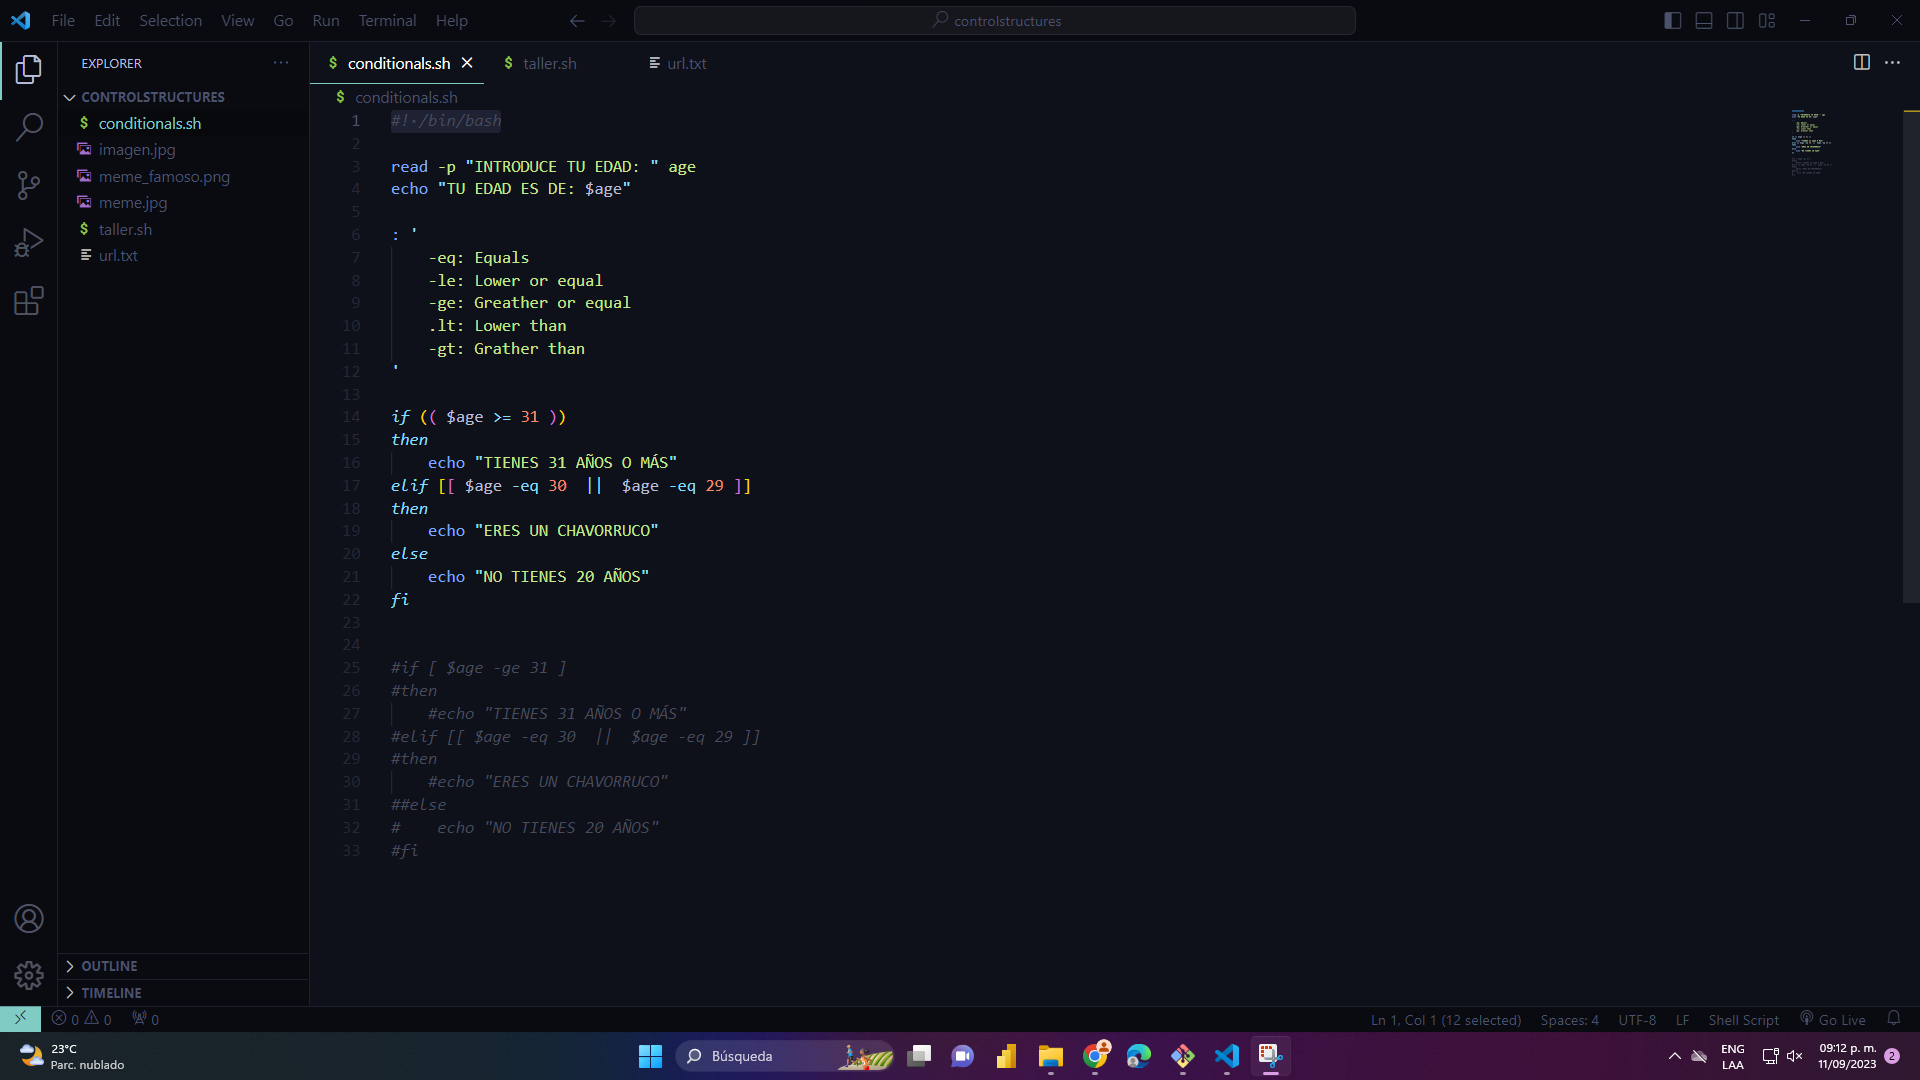 File Edit Selection View Go Run Terminal Help
controlstructures
EXPLORER
CONTROLSTRUCTURES
conditionals.sh
imagen.jpg
meme_famoso.png
meme.jpg
taller.sh
url.txt
OUTLINE
TIMELINE
conditionals.sh taller.sh url.txt
conditionals.sh
1 #!·/bin/bash
2
3 read -p "INTRODUCE TU EDAD: " age
4 echo "TU EDAD ES DE: $age"
5
6 : '
7 -eq: Equals
8 -le: Lower or equal
9 -ge: Greather or equal
10 .lt: Lower than
11 -gt: Grather than
12 '
13
14 if (( $age >= 31 ))
15 then
16 echo "TIENES 31 AÑOS O MÁS"
17 elif [[ $age -eq 30 || $age -eq 29 ]]
18 then
19 echo "ERES UN CHAVORRUCO"
20 else
21 echo "NO TIENES 20 AÑOS"
22 fi
23
24
25 #if [ $age -ge 31 ]
26 #then
27 #echo "TIENES 31 AÑOS O MÁS"
28 #elif [[ $age -eq 30 || $age -eq 29 ]]
29 #then
30 #echo "ERES UN CHAVORRUCO"
31 ##else
32 # echo "NO TIENES 20 AÑOS"
33 #fi
0 0 0
Ln 1, Col 1 (12 selected) Spaces: 4 UTF-8 LF Shell Script Go Live
23°C
Parc. nublado
Búsqueda
ENG
LAA
09:12 p. m.
11/09/2023
2